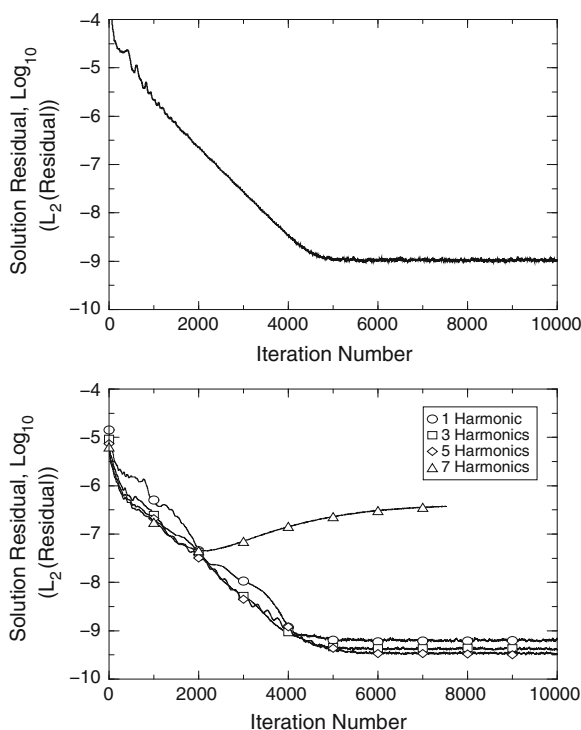 Solution Residual, Log10
(L2(Residual))
−4
−5
−6
−7
−8
−9
−10
0 2000 4000 6000 8000 10000
Iteration Number
Solution Residual, Log10
(L2(Residual))
−4
−5
−6
−7
−8
−9
−10
1 Harmonic
3 Harmonics
5 Harmonics
7 Harmonics
0 2000 4000 6000 8000 10000
Iteration Number